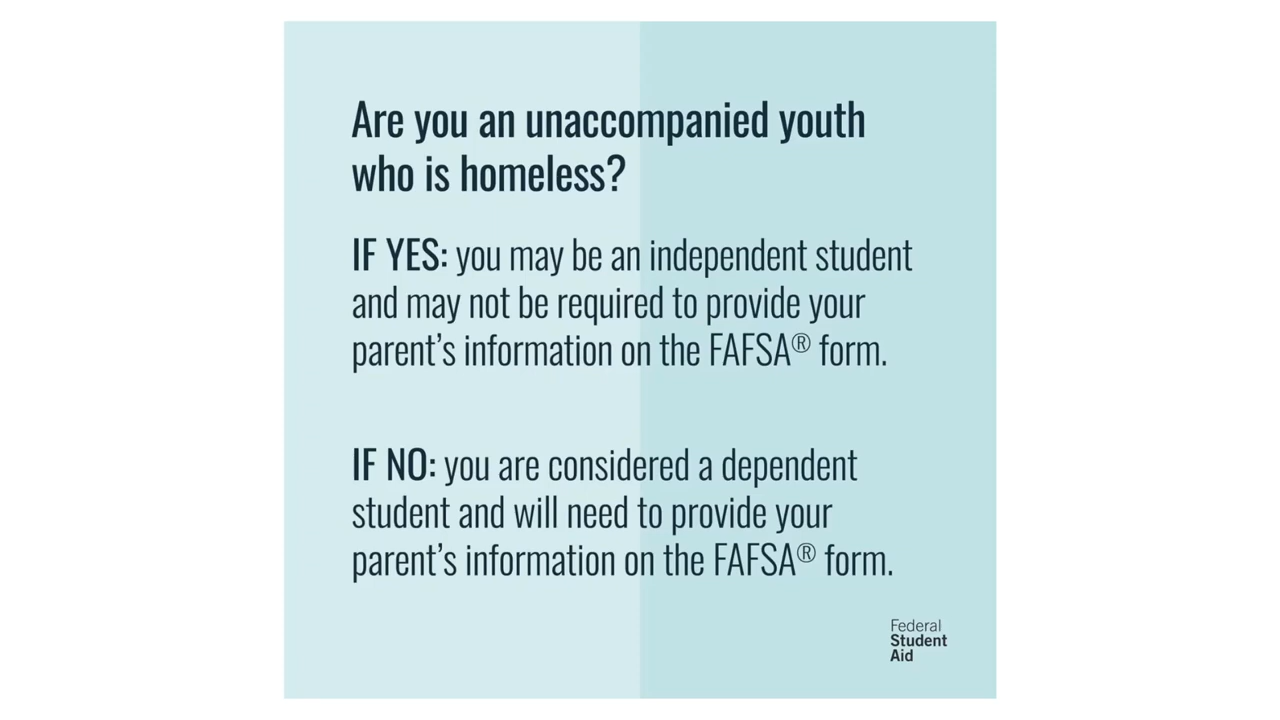 Are you an unaccompanied youth
who is homeless?
IF YES: you may be an independent student
and may not be required to provide your
parent’s information on the FAFSA® form.
IF NO: you are considered a dependent
student and will need to provide your
parent’s information on the FAFSA® form.
Federal
Student
Aid